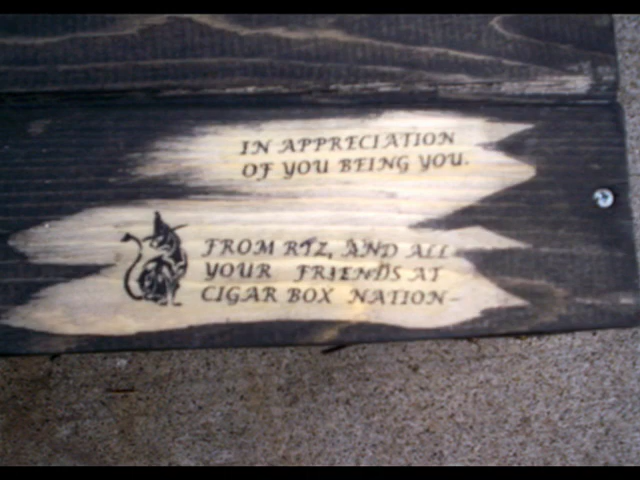 IN APPRECIATION
OF YOU BEING YOU.
FROM RTZ, AND ALL
YOUR FRIENDS AT
CIGAR BOX NATION-